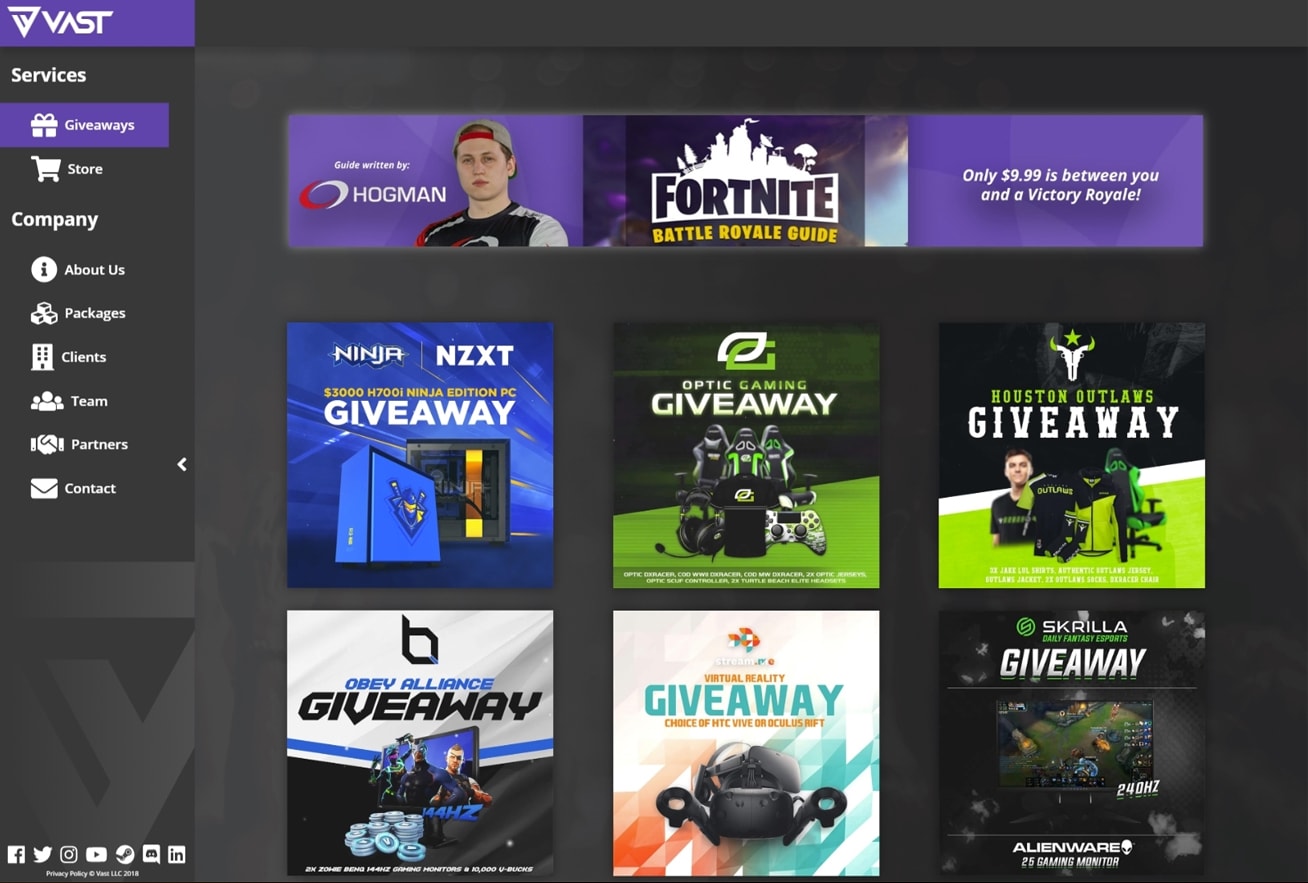 VAST
Services
Giveaways
Store
Company
About Us
Packages
Clients
Team
Partners
Contact
Privacy Policy © Vast LLC 2018
Guide written by:
HOGMAN
FORTNITE
BATTLE ROYALE GUIDE
Only $9.99 is between you
and a Victory Royale!
NINJA NZXT
$3000 H700i NINJA EDITION PC
GIVEAWAY
NINJA
OPTIC GAMING
GIVEAWAY
OPTIC DXRACER, COD WWII DXRACER, COD MW DXRACER, 2X OPTIC JERSEYS,
OPTIC SCUF CONTROLLER, 2X TURTLE BEACH ELITE HEADSETS
HOUSTON OUTLAWS
GIVEAWAY
OUTLAWS
3X JAKE LUL SHIRTS, AUTHENTIC OUTLAWS JERSEY,
OUTLAWS JACKET, 2X OUTLAWS SOCKS, DXRACER CHAIR
OBEY ALLIANCE
GIVEAWAY
144HZ
2X ZOWIE BENQ 144HZ GAMING MONITORS & 10,000 V-BUCKS
stream.me
VIRTUAL REALITY
GIVEAWAY
CHOICE OF HTC VIVE OR OCULUS RIFT
SKRILLA
DAILY FANTASY ESPORTS
GIVEAWAY
240HZ
ALIENWARE
25 GAMING MONITOR